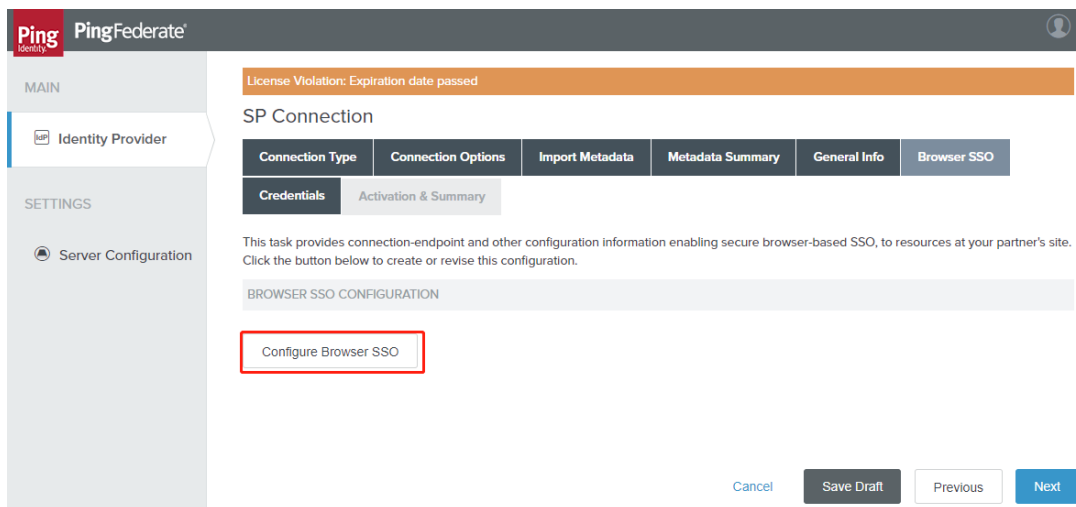 Ping
Identity
PingFederate®
MAIN
License Violation: Expiration date passed
SP Connection
IdP Identity Provider
Connection Type Connection Options Import Metadata Metadata Summary General Info Browser SSO
Credentials Activation & Summary
SETTINGS
Server Configuration
This task provides connection-endpoint and other configuration information enabling secure browser-based SSO, to resources at your partner's site.
Click the button below to create or revise this configuration.
BROWSER SSO CONFIGURATION
Configure Browser SSO
Cancel Save Draft Previous Next